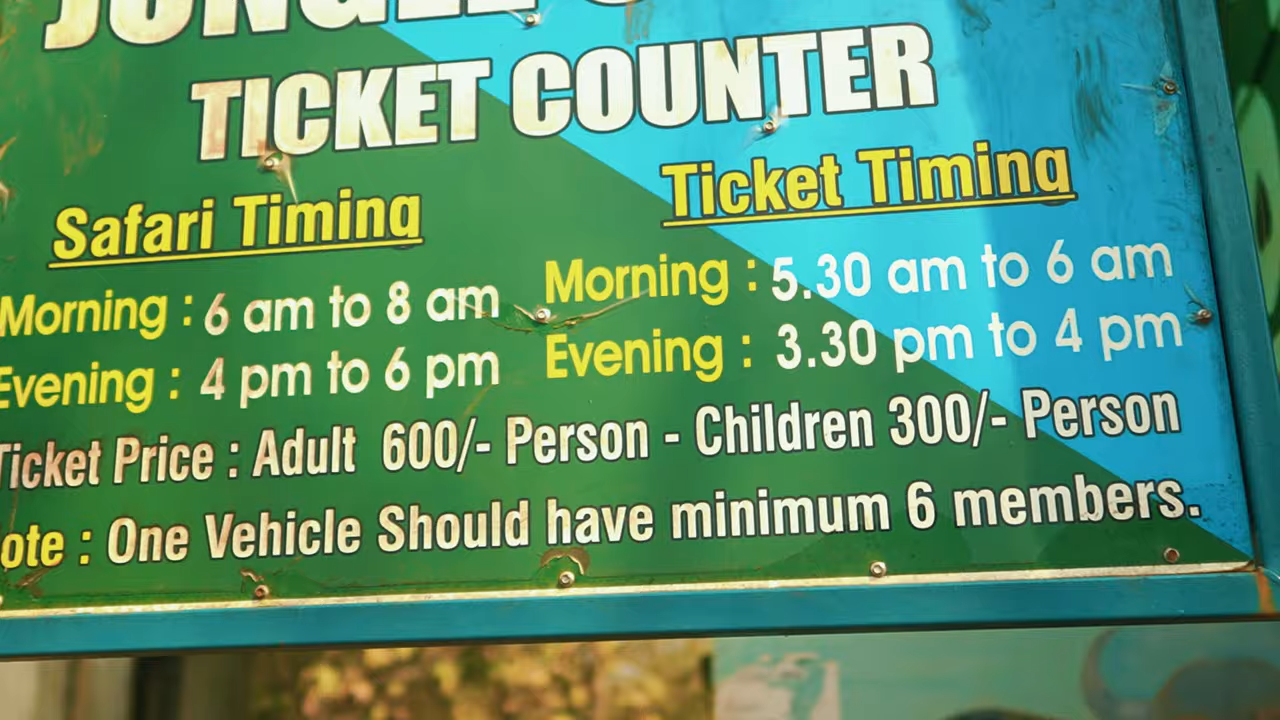 JUNGLE
TICKET COUNTER
Safari Timing
Morning : 6 am to 8 am
Evening : 4 pm to 6 pm
Ticket Timing
Morning : 5.30 am to 6 am
Evening : 3.30 pm to 4 pm
Ticket Price : Adult 600/- Person - Children 300/- Person
ote : One Vehicle Should have minimum 6 members.